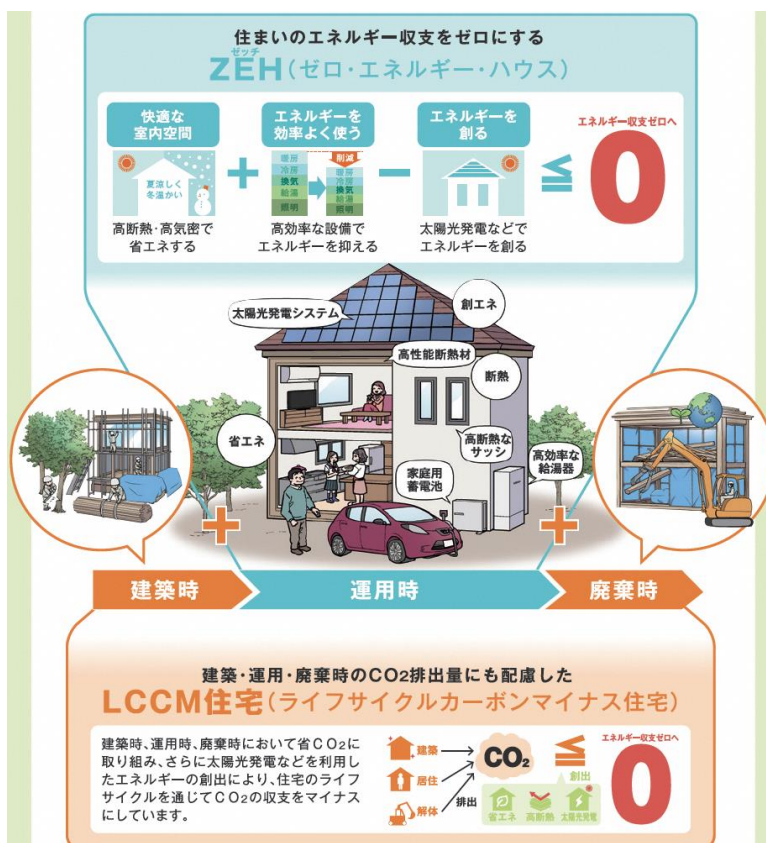 住まいのエネルギー収支をゼロにする
ゼッチ
ZEH(ゼロ・エネルギー・ハウス)
快適な
室内空間
エネルギーを
効率よく使う
エネルギーを
創る
エネルギー収支ゼロへ
夏涼しく
冬温かい
+
暖房
冷房
換気
給湯
照明
削減
暖房
冷房
換気
給湯
照明
−
≦
0
高断熱・高気密で
省エネする
高効率な設備で
エネルギーを抑える
太陽光発電などで
エネルギーを創る
太陽光発電システム
創エネ
高性能断熱材
断熱
省エネ
高断熱な
サッシ
家庭用
蓄電池
高効率な
給湯器
+
+
建築時
運用時
廃棄時
建築・運用・廃棄時のCO2排出量にも配慮した
LCCM住宅(ライフサイクルカーボンマイナス住宅)
建築時、運用時、廃棄時において省CO2に
取り組み、さらに太陽光発電などを利用し
たエネルギーの創出により、住宅のライフ
サイクルを通じてCO2の収支をマイナス
にしています。
建築
居住
解体
排出
CO2
≦
エネルギー収支ゼロへ
0
創出
省エネ
高断熱
太陽光発電